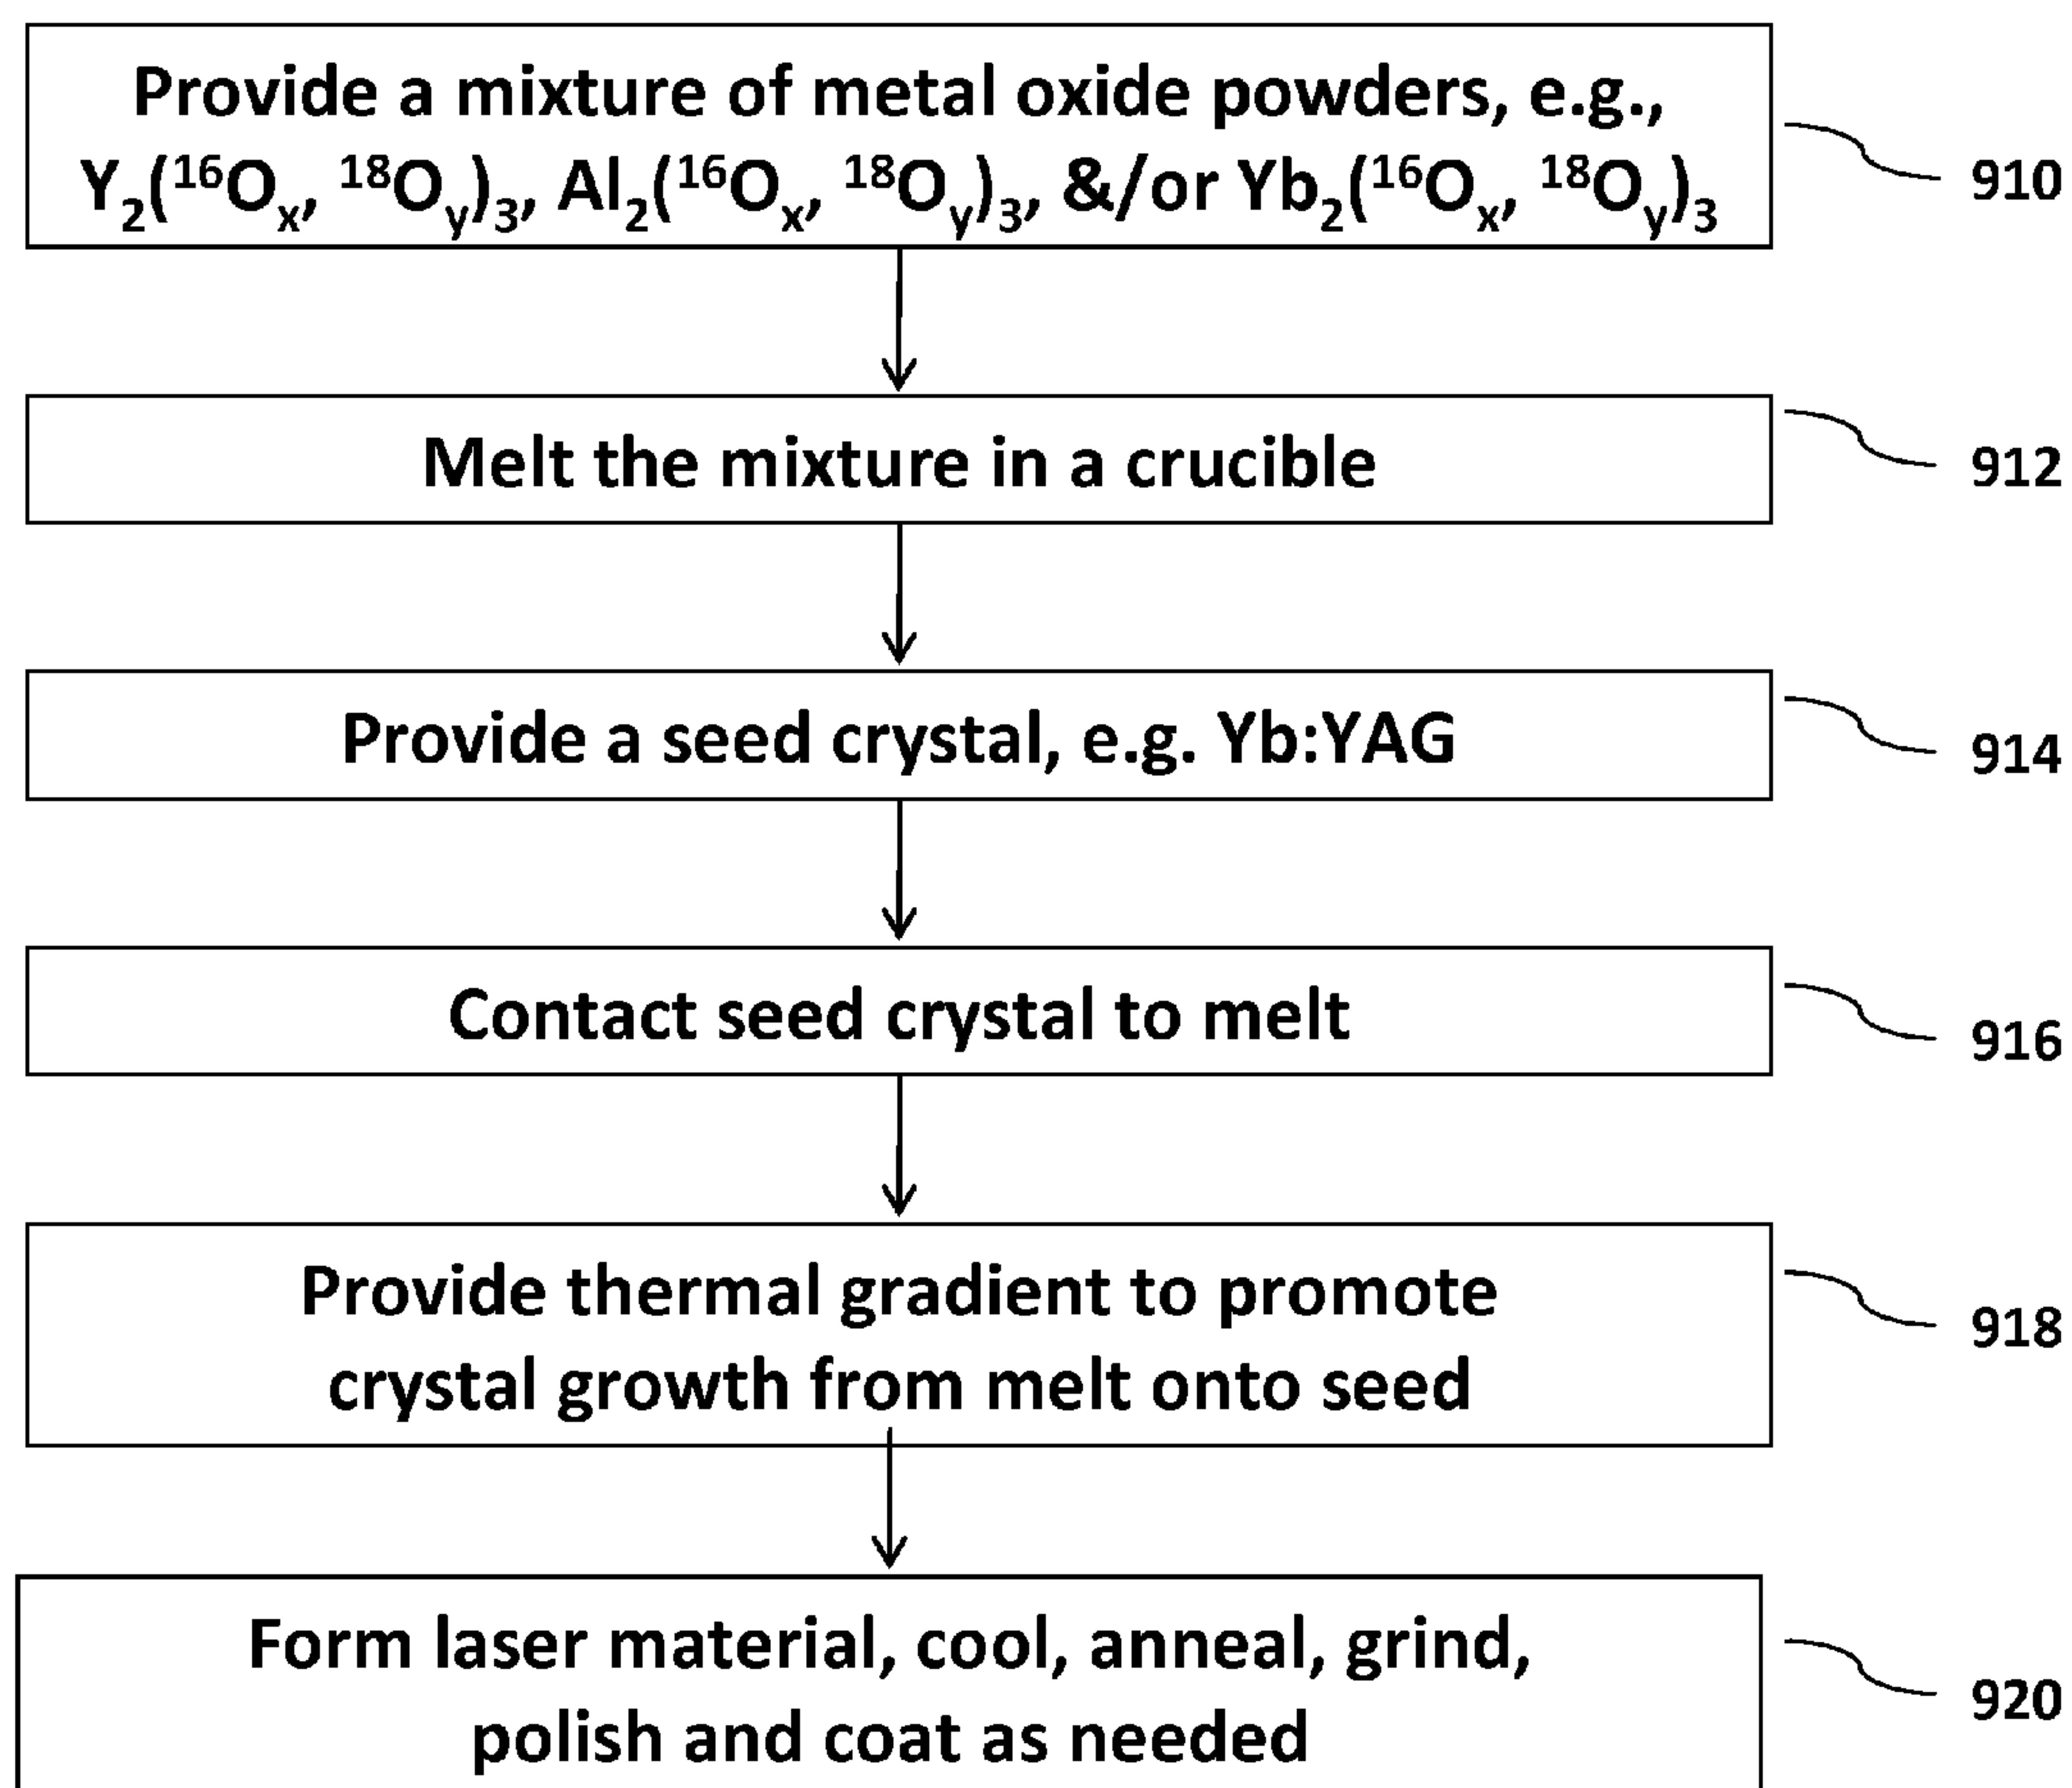 Provide a mixture of metal oxide powders, e.g.,
Y₂(¹⁶Oₓ, ¹⁸Oᵧ)₃, Al₂(¹⁶Oₓ, ¹⁸Oᵧ)₃, &/or Yb₂(¹⁶Oₓ, ¹⁸Oᵧ)₃
910
Melt the mixture in a crucible
912
Provide a seed crystal, e.g. Yb:YAG
914
Contact seed crystal to melt
916
Provide thermal gradient to promote
crystal growth from melt onto seed
918
Form laser material, cool, anneal, grind,
polish and coat as needed
920